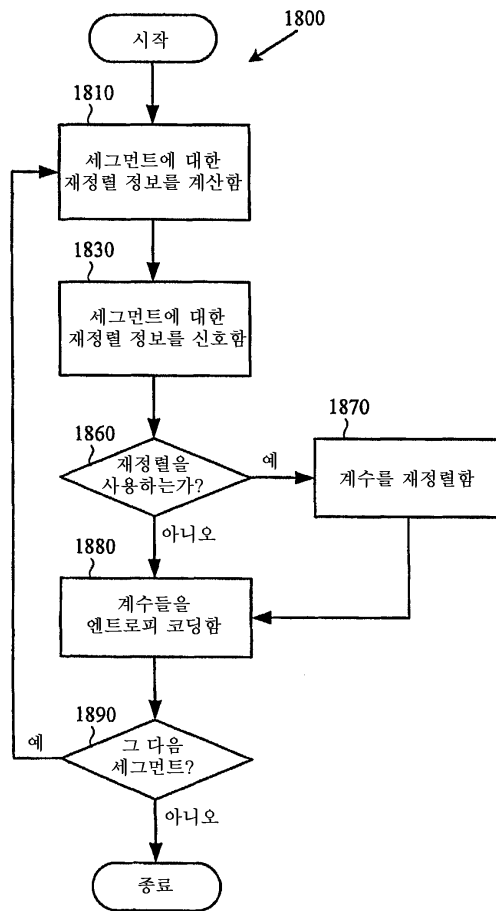 시작
1800
1810
세그먼트에 대한
재정렬 정보를 계산함
1830
세그먼트에 대한
재정렬 정보를 신호함
1860
재정렬을
사용하는가?
예
1870
계수를 재정렬함
아니오
1880
계수들을
엔트로피 코딩함
1890
예
그 다음
세그먼트?
아니오
종료